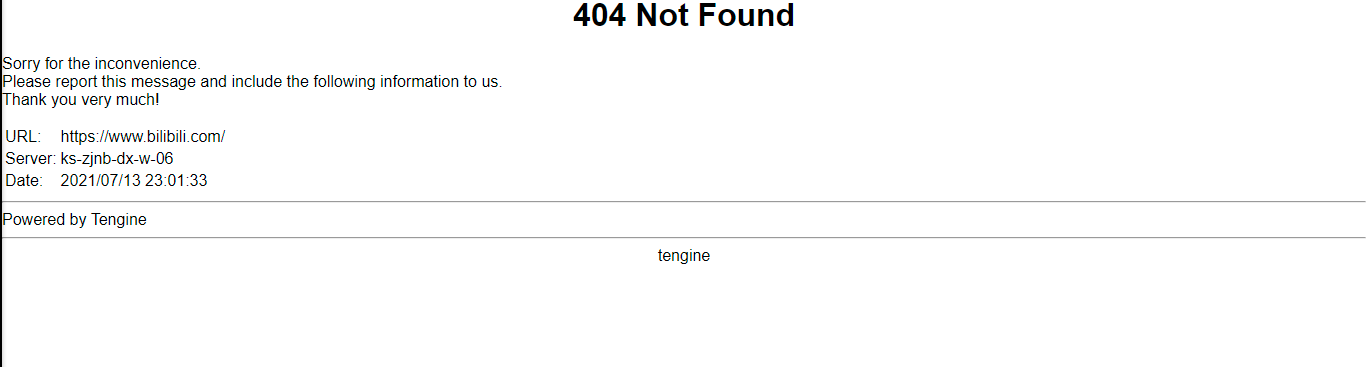 404 Not Found
Sorry for the inconvenience.
Please report this message and include the following information to us.
Thank you very much!
URL: https://www.bilibili.com/
Server: ks-zjnb-dx-w-06
Date: 2021/07/13 23:01:33
Powered by Tengine
tengine